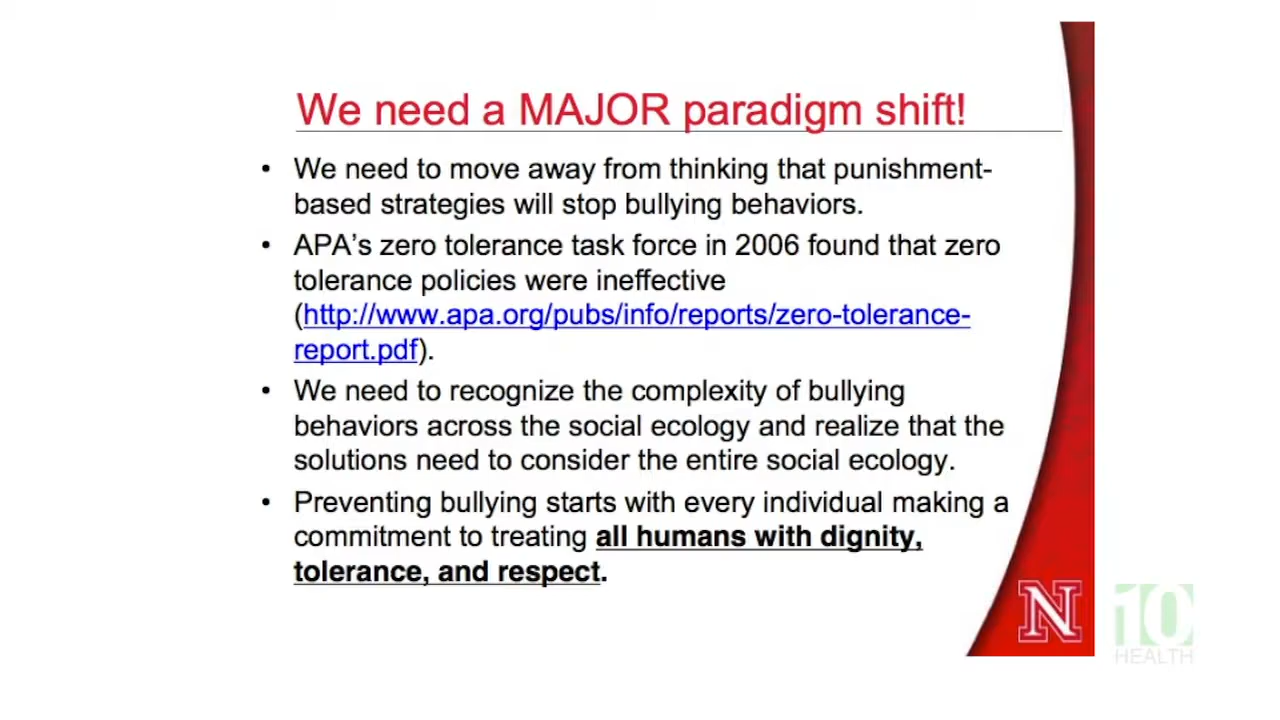 We need a MAJOR paradigm shift!
• We need to move away from thinking that punishment-
based strategies will stop bullying behaviors.
• APA's zero tolerance task force in 2006 found that zero
tolerance policies were ineffective
(http://www.apa.org/pubs/info/reports/zero-tolerance-
report.pdf).
• We need to recognize the complexity of bullying
behaviors across the social ecology and realize that the
solutions need to consider the entire social ecology.
• Preventing bullying starts with every individual making a
commitment to treating all humans with dignity,
tolerance, and respect.
N
10
HEALTH